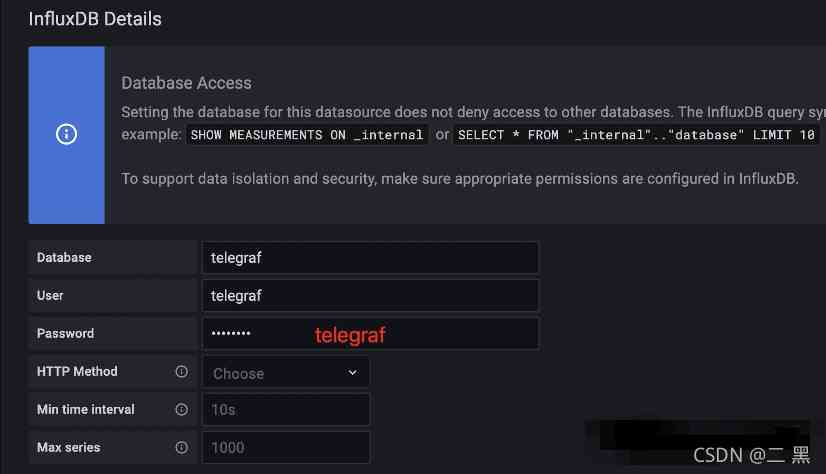 InfluxDB Details
Database Access
Setting the database for this datasource does not deny access to other databases. The InfluxDB query syn
example: SHOW MEASUREMENTS ON _internal or SELECT * FROM "_internal".."database" LIMIT 10
To support data isolation and security, make sure appropriate permissions are configured in InfluxDB.
Database telegraf
User telegraf
Password •••••••• telegraf
HTTP Method Choose
Min time interval 10s
Max series 1000
CSDN @二 黑